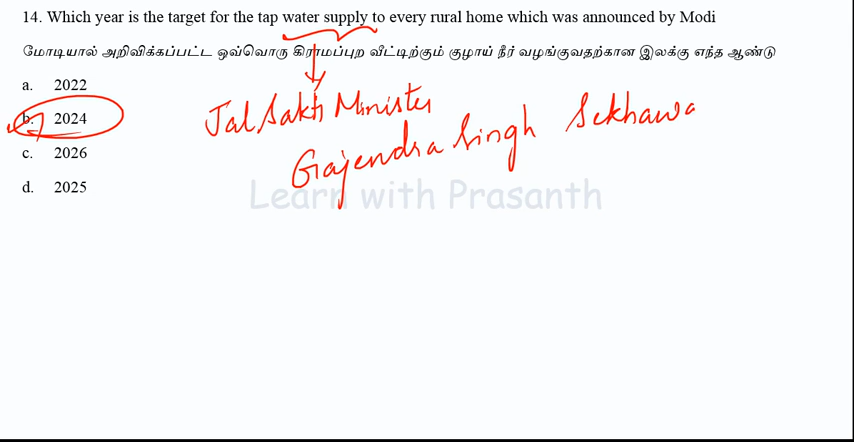 14. Which year is the target for the tap water supply to every rural home which was announced by Modi
மோடியால் அறிவிக்கப்பட்ட ஒவ்வொரு கிராமப்புற வீட்டிற்கும் குழாய் நீர் வழங்குவதற்கான இலக்கு எந்த ஆண்டு
a. 2022
b. 2024
c. 2026
d. 2025
Jal Sakti Minister
Gajendra Singh Sekhawa
Learn with Prasanth